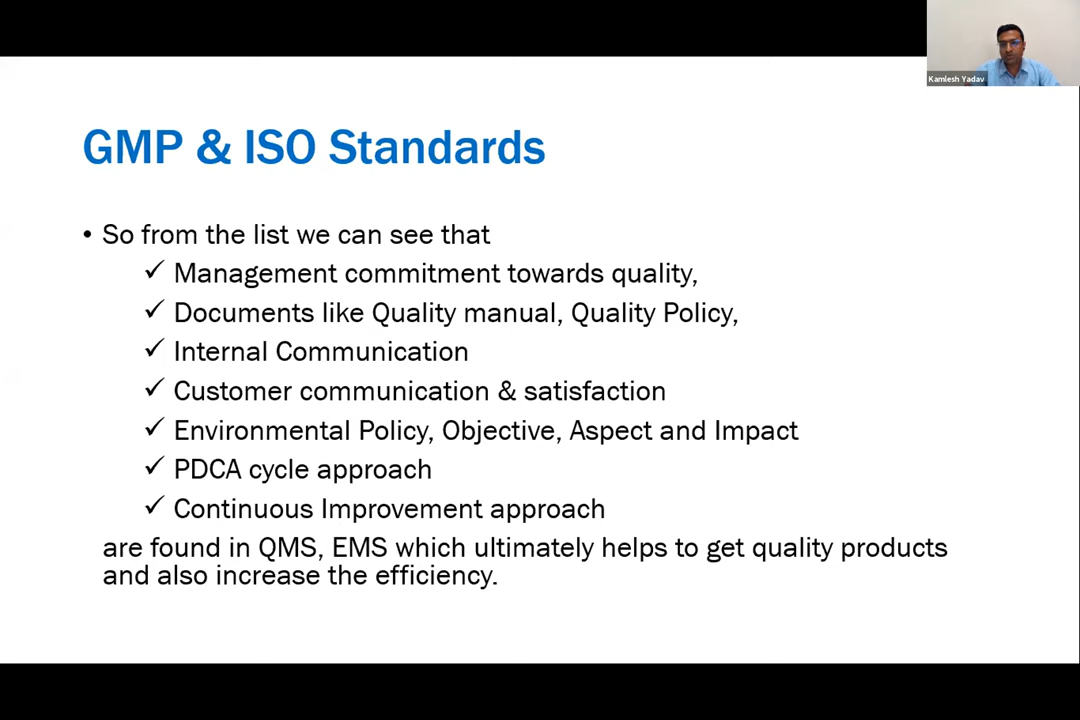 Kamlesh Yadav
GMP & ISO Standards
• So from the list we can see that
✓ Management commitment towards quality,
✓ Documents like Quality manual, Quality Policy,
✓ Internal Communication
✓ Customer communication & satisfaction
✓ Environmental Policy, Objective, Aspect and Impact
✓ PDCA cycle approach
✓ Continuous Improvement approach
are found in QMS, EMS which ultimately helps to get quality products
and also increase the efficiency.